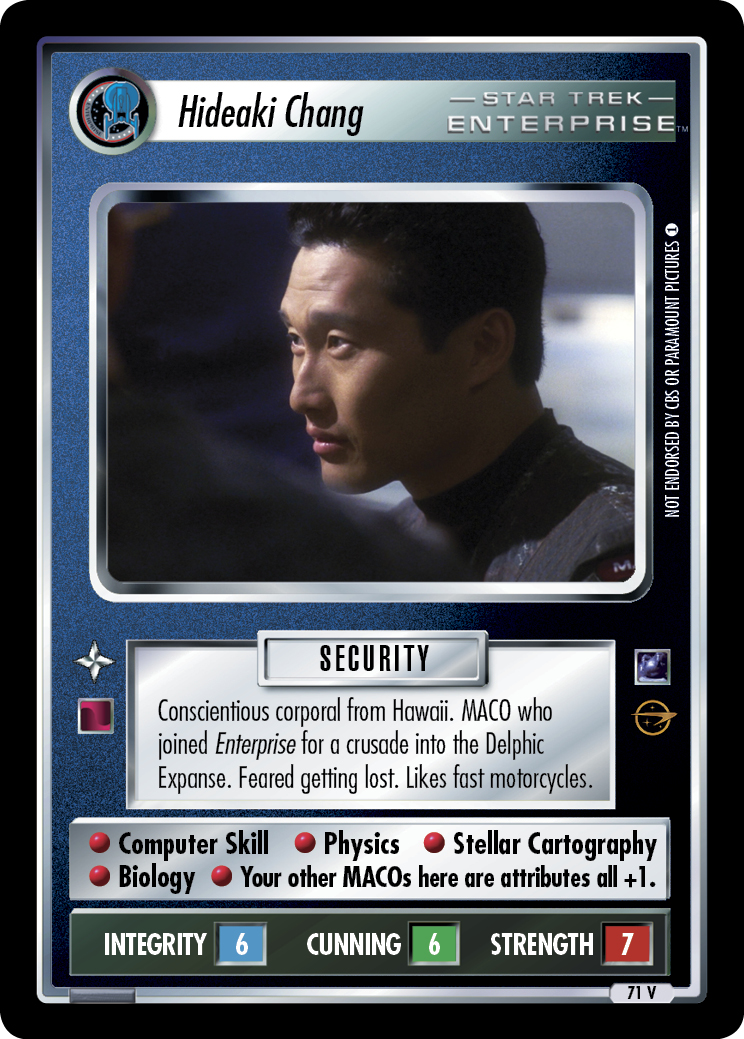 Hideaki Chang
STAR TREK
ENTERPRISE™
NOT ENDORSED BY CBS OR PARAMOUNT PICTURES 1
SECURITY
Conscientious corporal from Hawaii. MACO who
joined Enterprise for a crusade into the Delphic
Expanse. Feared getting lost. Likes fast motorcycles.
Computer Skill Physics Stellar Cartography
Biology Your other MACOs here are attributes all +1.
INTEGRITY 6 CUNNING 6 STRENGTH 7
71 V